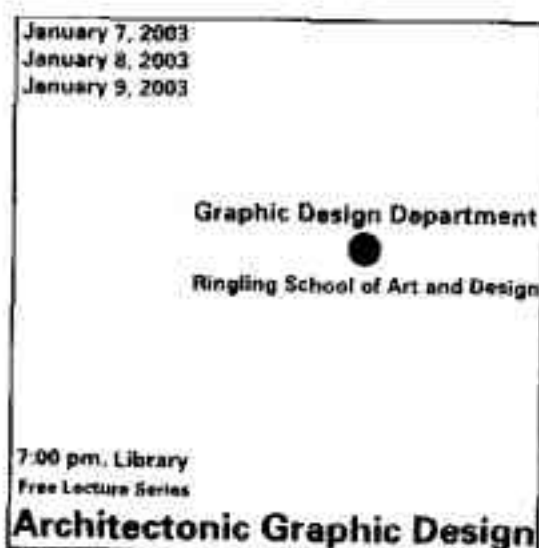 January 7, 2003
January 8, 2003
January 9, 2003
Graphic Design Department
Ringling School of Art and Design
7:00 pm, Library
Free Lecture Series
Architectonic Graphic Design